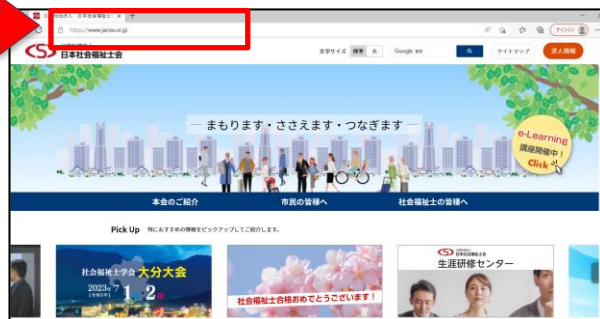 https://www.jacsw.or.jp
日本社会福祉士会
文字サイズ 標準 大
Google
サイトマップ
求人情報
まもります・ささえます・つなぎます
e-Learning
講座開催中！
Click
本会のご紹介
市民の皆様へ
社会福祉士の皆様へ
Pick Up 特におすすめの情報をピックアップしてご紹介します。
社会福祉士学会 大分大会
2023年 7 1 2
社会福祉士合格おめでとうございます！
日本社会福祉士会
生涯研修センター